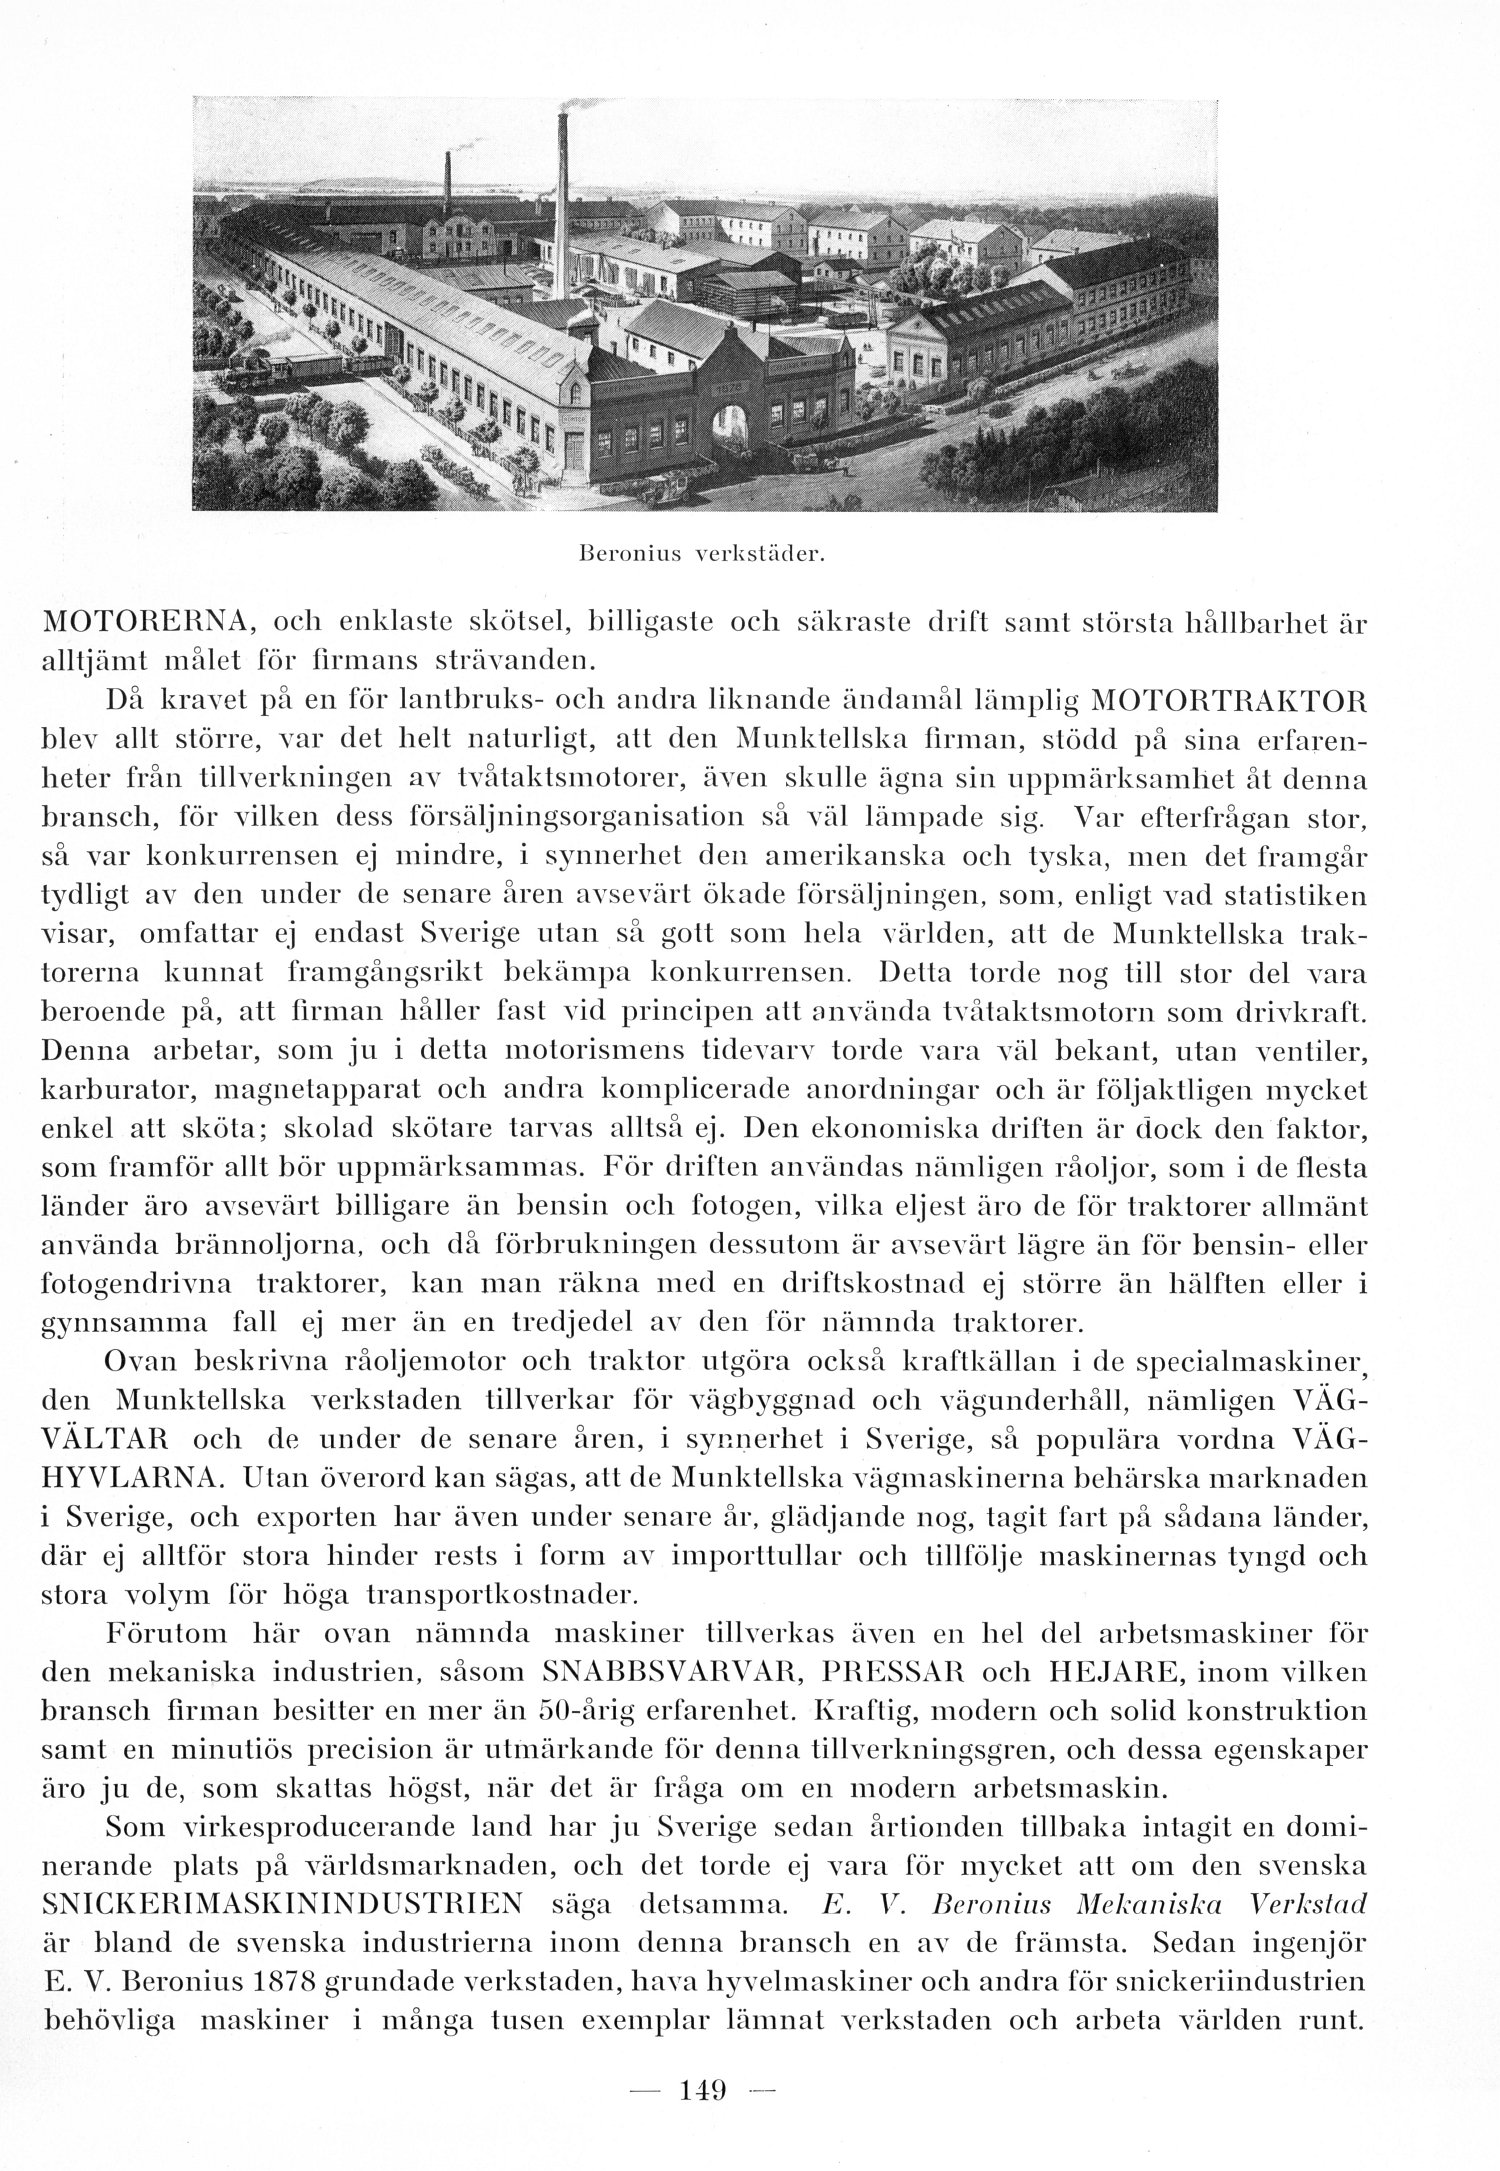 1878
KONTOR
Beronius verkstäder.
MOTORERNA, och enklaste skötsel, billigaste och säkraste drift samt största hållbarhet är
alltjämt målet för firmans strävanden.
Då kravet på en för lantbruks- och andra liknande ändamål lämplig MOTORTRAKTOR
blev allt större, var det helt naturligt, att den Munktellska firman, stödd på sina erfaren-
heter från tillverkningen av tvåtaktsmotorer, även skulle ägna sin uppmärksamhet åt denna
bransch, för vilken dess försäljningsorganisation så väl lämpade sig. Var efterfrågan stor,
så var konkurrensen ej mindre, i synnerhet den amerikanska och tyska, men det framgår
tydligt av den under de senare åren avsevärt ökade försäljningen, som, enligt vad statistiken
visar, omfattar ej endast Sverige utan så gott som hela världen, att de Munktellska trak-
torerna kunnat framgångsrikt bekämpa konkurrensen. Detta torde nog till stor del vara
beroende på, att firman håller fast vid principen att använda tvåtaktsmotorn som drivkraft.
Denna arbetar, som ju i detta motorismens tidevarv torde vara väl bekant, utan ventiler,
karburator, magnetapparat och andra komplicerade anordningar och är följaktligen mycket
enkel att sköta; skolad skötare tarvas alltså ej. Den ekonomiska driften är dock den faktor,
som framför allt bör uppmärksammas. För driften användas nämligen råoljor, som i de flesta
länder äro avsevärt billigare än bensin och fotogen, vilka eljest äro de för traktorer allmänt
använda brännoljorna, och då förbrukningen dessutom är avsevärt lägre än för bensin- eller
fotogendrivna traktorer, kan man räkna med en driftskostnad ej större än hälften eller i
gynnsamma fall ej mer än en tredjedel av den för nämnda traktorer.
Ovan beskrivna råoljemotor och traktor utgöra också kraftkällan i de specialmaskiner,
den Munktellska verkstaden tillverkar för vägbyggnad och vägunderhåll, nämligen VÄG-
VÄLTAR och de under de senare åren, i synnerhet i Sverige, så populära vordna VÄG-
HYVLARNA. Utan överord kan sägas, att de Munktellska vägmaskinerna behärska marknaden
i Sverige, och exporten har även under senare år, glädjande nog, tagit fart på sådana länder,
där ej alltför stora hinder rests i form av importtullar och tillfölje maskinernas tyngd och
stora volym för höga transportkostnader.
Förutom här ovan nämnda maskiner tillverkas även en hel del arbetsmaskiner för
den mekaniska industrien, såsom SNABBSVARVAR, PRESSAR och HEJARE, inom vilken
bransch firman besitter en mer än 50-årig erfarenhet. Kraftig, modern och solid konstruktion
samt en minutiös precision är utmärkande för denna tillverkningsgren, och dessa egenskaper
äro ju de, som skattas högst, när det är fråga om en modern arbetsmaskin.
Som virkesproducerande land har ju Sverige sedan årtionden tillbaka intagit en domi-
nerande plats på världsmarknaden, och det torde ej vara för mycket att om den svenska
SNICKERIMASKININDUSTRIEN säga detsamma. E. V. Beronius Mekaniska Verkstad
är bland de svenska industrierna inom denna bransch en av de främsta. Sedan ingenjör
E. V. Beronius 1878 grundade verkstaden, hava hyvelmaskiner och andra för snickeriindustrien
behövliga maskiner i många tusen exemplar lämnat verkstaden och arbeta världen runt.
— 149 —